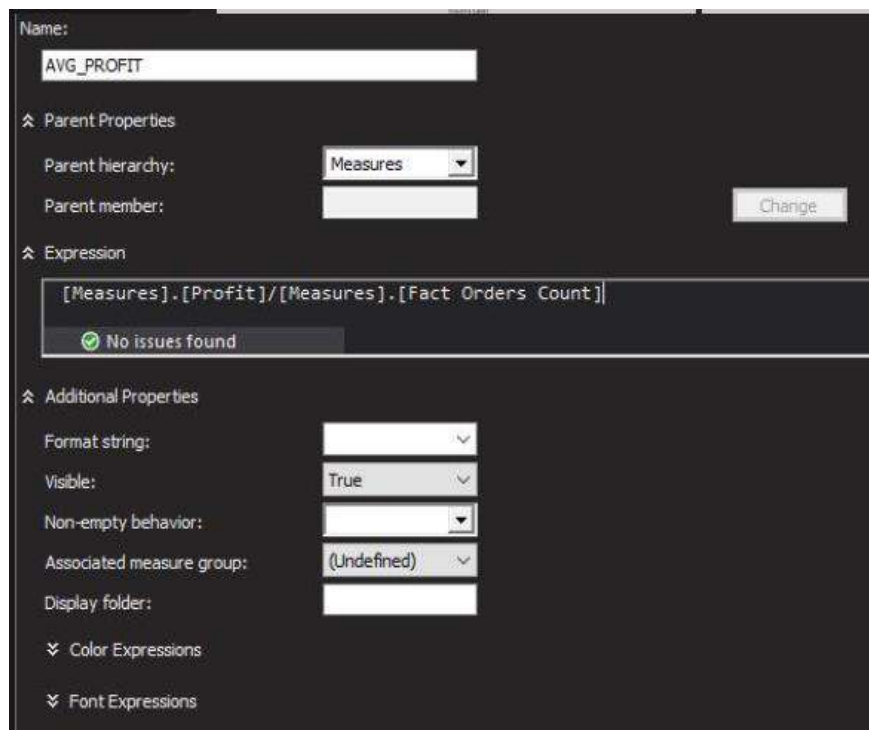 Name:
AVG_PROFIT
Parent Properties
Parent hierarchy: Measures
Parent member: Change
Expression
[Measures].[Profit]/[Measures].[Fact Orders Count]
No issues found
Additional Properties
Format string:
Visible: True
Non-empty behavior:
Associated measure group: (Undefined)
Display folder:
Color Expressions
Font Expressions